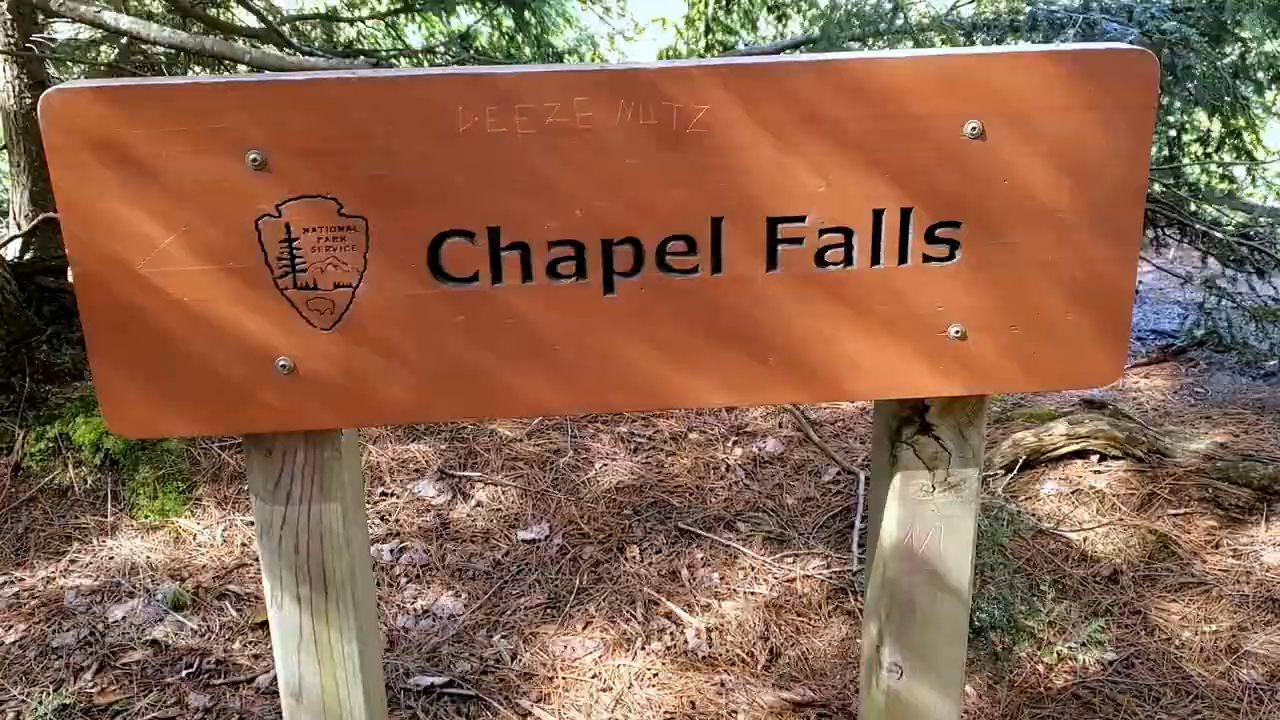 DEEZE NUTZ
NATIONAL
PARK
SERVICE
Chapel Falls